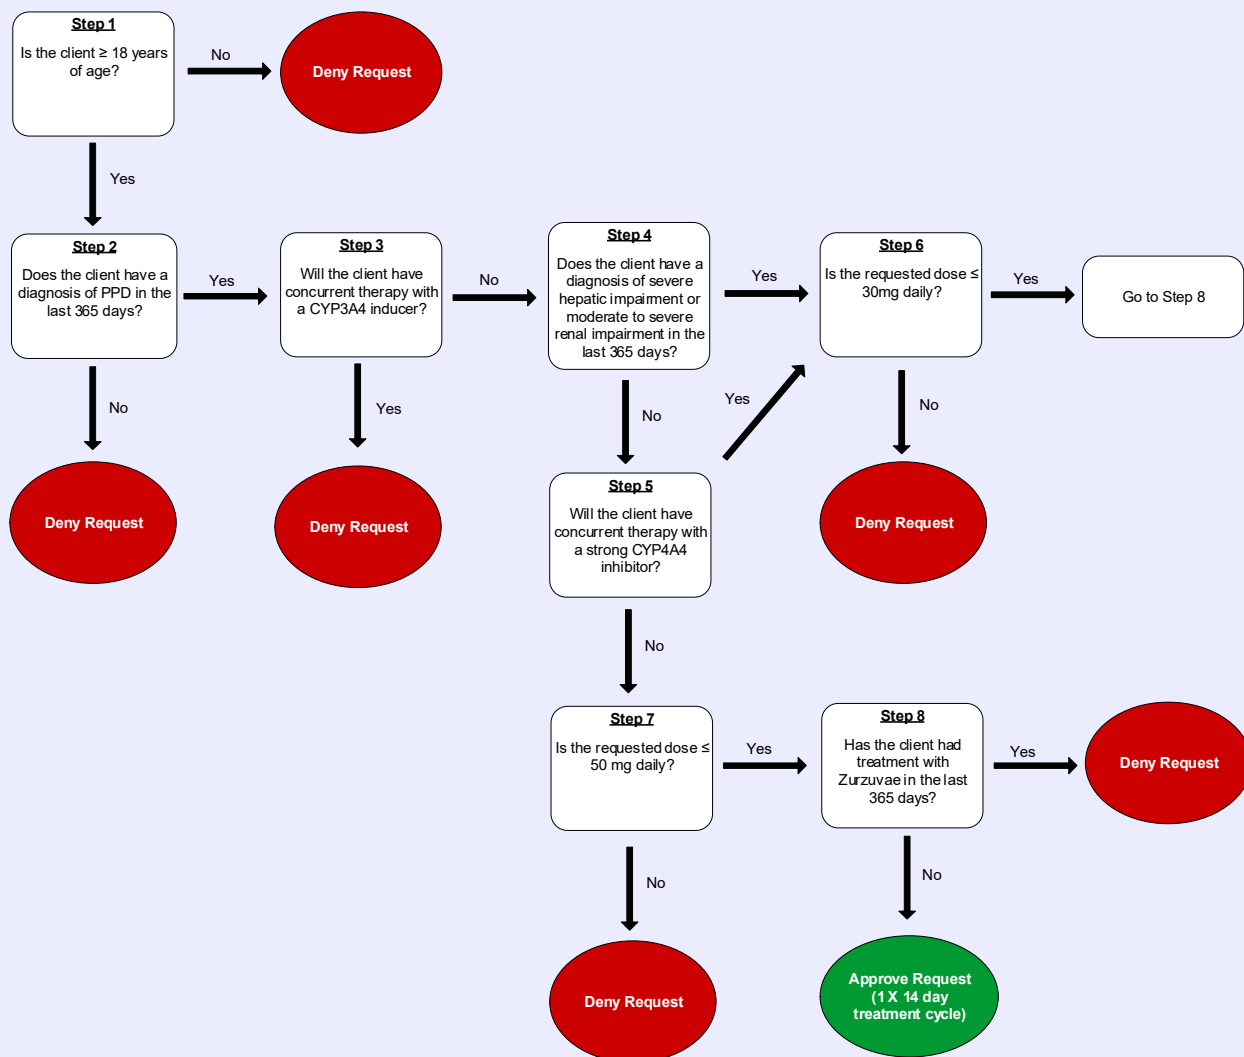 Step 1
Is the client ≥ 18 years
of age?
No
Deny Request
Yes
Step 2
Does the client have a
diagnosis of PPD in the
last 365 days?
Yes
Step 3
Will the client have
concurrent therapy with
a CYP3A4 inducer?
No
Step 4
Does the client have a
diagnosis of severe
hepatic impairment or
moderate to severe
renal impairment in the
last 365 days?
Yes
Step 6
Is the requested dose ≤
30mg daily?
Yes
Go to Step 8
No
Deny Request
Yes
Deny Request
No
Yes
No
Deny Request
Step 5
Will the client have
concurrent therapy with
a strong CYP4A4
inhibitor?
No
Step 7
Is the requested dose ≤
50 mg daily?
Yes
Step 8
Has the client had
treatment with
Zurzuvae in the last
365 days?
Yes
Deny Request
No
Deny Request
No
Approve Request
(1 X 14 day
treatment cycle)